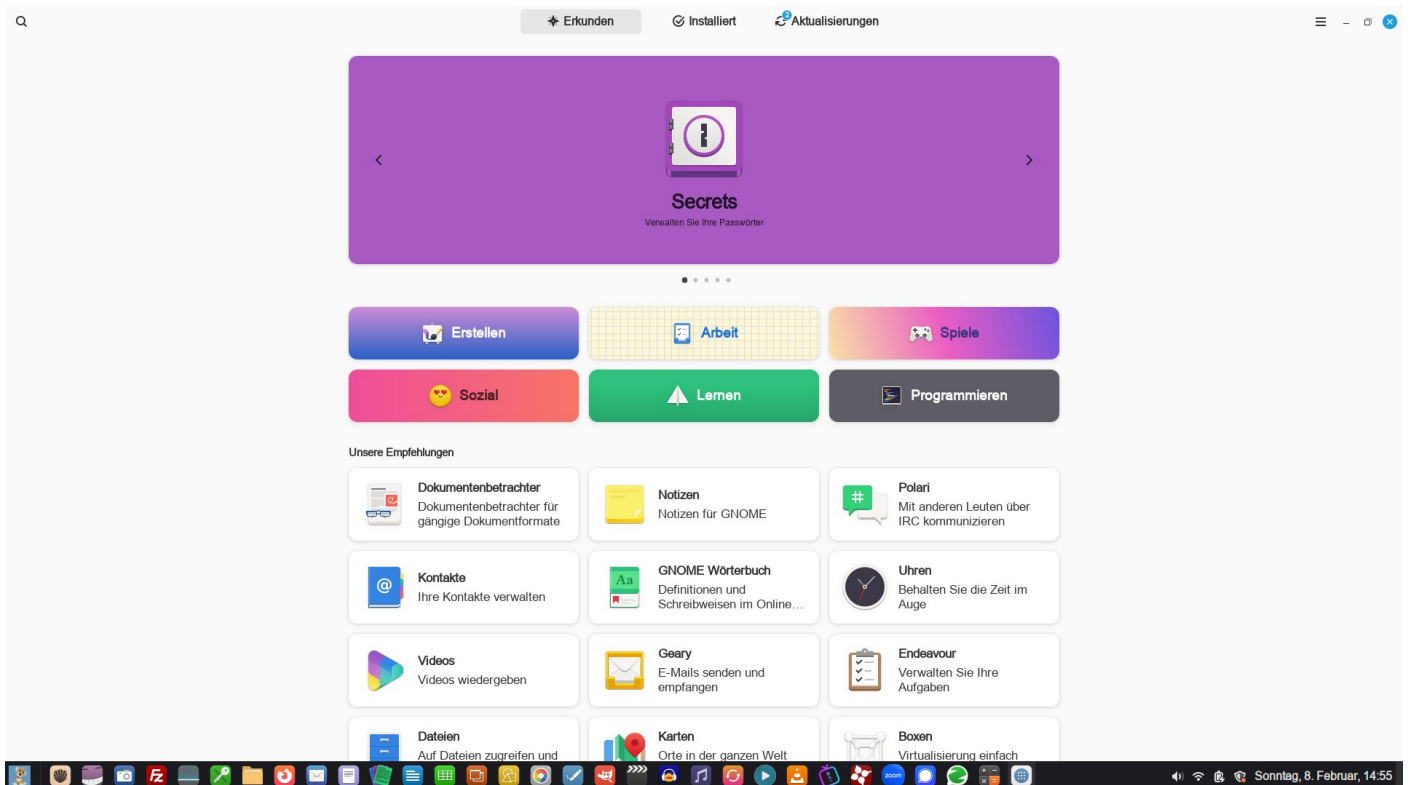 Erkunden
Installiert
2
Aktualisierungen
Secrets
Verwalten Sie Ihre Passwörter
Erstellen
Arbeit
Spiele
Sozial
Lernen
Programmieren
Unsere Empfehlungen
Dokumentenbetrachter
Dokumentenbetrachter für
gängige Dokumentformate
Notizen
Notizen für GNOME
#
Polari
Mit anderen Leuten über
IRC kommunizieren
@
Kontakte
Ihre Kontakte verwalten
Aa
GNOME Wörterbuch
Definitionen und
Schreibweisen im Online…
Uhren
Behalten Sie die Zeit im
Auge
Videos
Videos wiedergeben
Geary
E-Mails senden und
empfangen
Endeavour
Verwalten Sie Ihre
Aufgaben
Dateien
Auf Dateien zugreifen und
Karten
Orte in der ganzen Welt
Boxen
Virtualisierung einfach
FZ
zoom
Sonntag, 8. Februar, 14:55